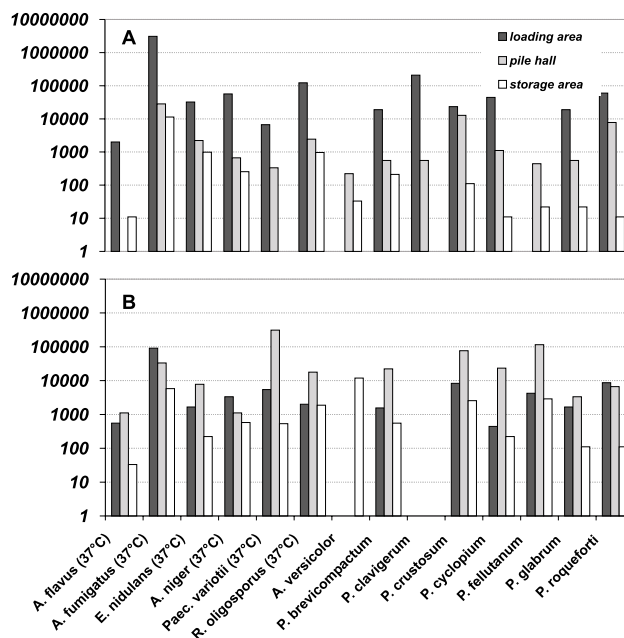 10000000
1000000
100000
10000
1000
100
10
1
A
loading area
pile hall
storage area
10000000
1000000
100000
10000
1000
100
10
1
B
A. flavus (37°C)
A. fumigatus (37°C)
E. nidulans (37°C)
A. niger (37°C)
Paec. variotii (37°C)
R. oligosporus (37°C)
A. versicolor
P. brevicompactum
P. clavigerum
P. crustosum
P. cyclopium
P. fellutanum
P. glabrum
P. roqueforti